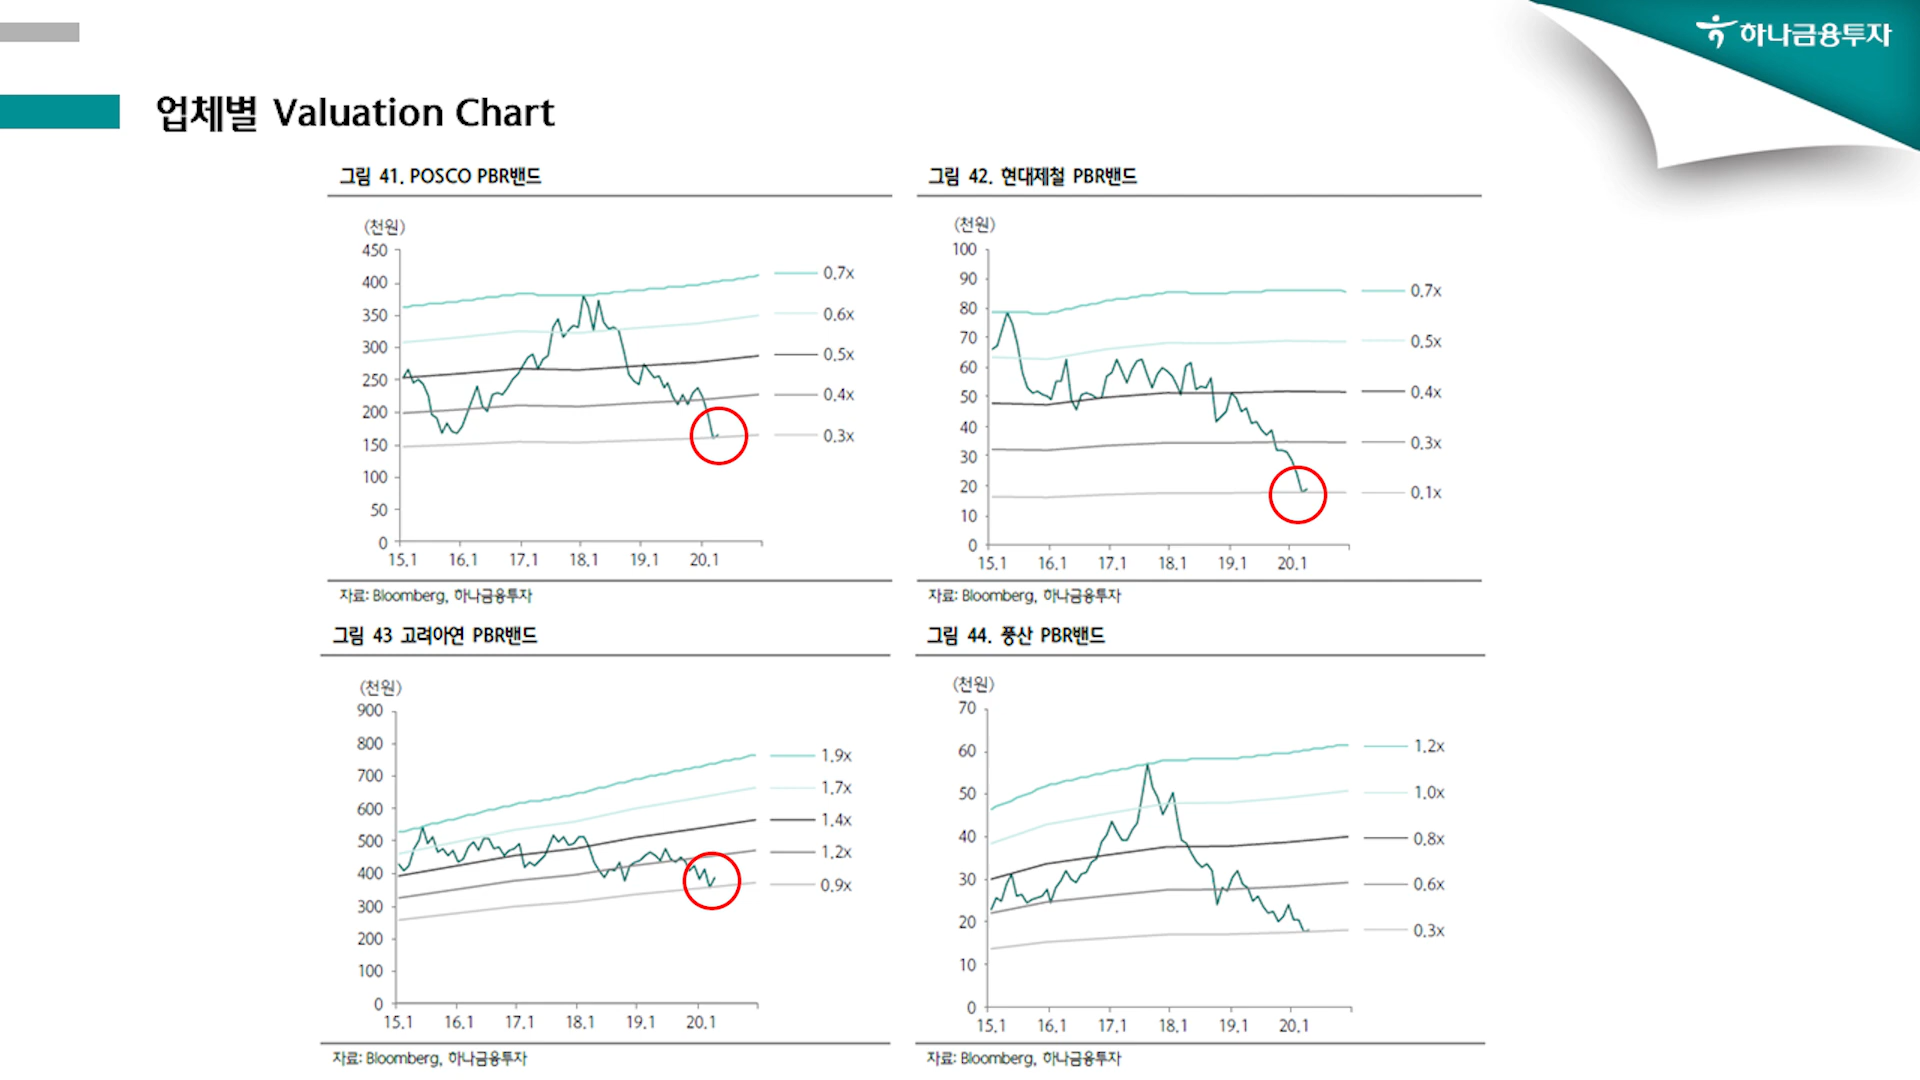 하나금융투자
업체별 Valuation Chart
그림 41. POSCO PBR밴드
(천원)
450
400
350
300
250
200
150
100
50
0
15.1 16.1 17.1 18.1 19.1 20.1
0.7x
0.6x
0.5x
0.4x
0.3x
자료: Bloomberg, 하나금융투자
그림 42. 현대제철 PBR밴드
(천원)
100
90
80
70
60
50
40
30
20
10
0
15.1 16.1 17.1 18.1 19.1 20.1
0.7x
0.5x
0.4x
0.3x
0.1x
자료: Bloomberg, 하나금융투자
그림 43 고려아연 PBR밴드
(천원)
900
800
700
600
500
400
300
200
100
0
15.1 16.1 17.1 18.1 19.1 20.1
1.9x
1.7x
1.4x
1.2x
0.9x
자료: Bloomberg, 하나금융투자
그림 44. 풍산 PBR밴드
(천원)
70
60
50
40
30
20
10
0
15.1 16.1 17.1 18.1 19.1 20.1
1.2x
1.0x
0.8x
0.6x
0.3x
자료: Bloomberg, 하나금융투자